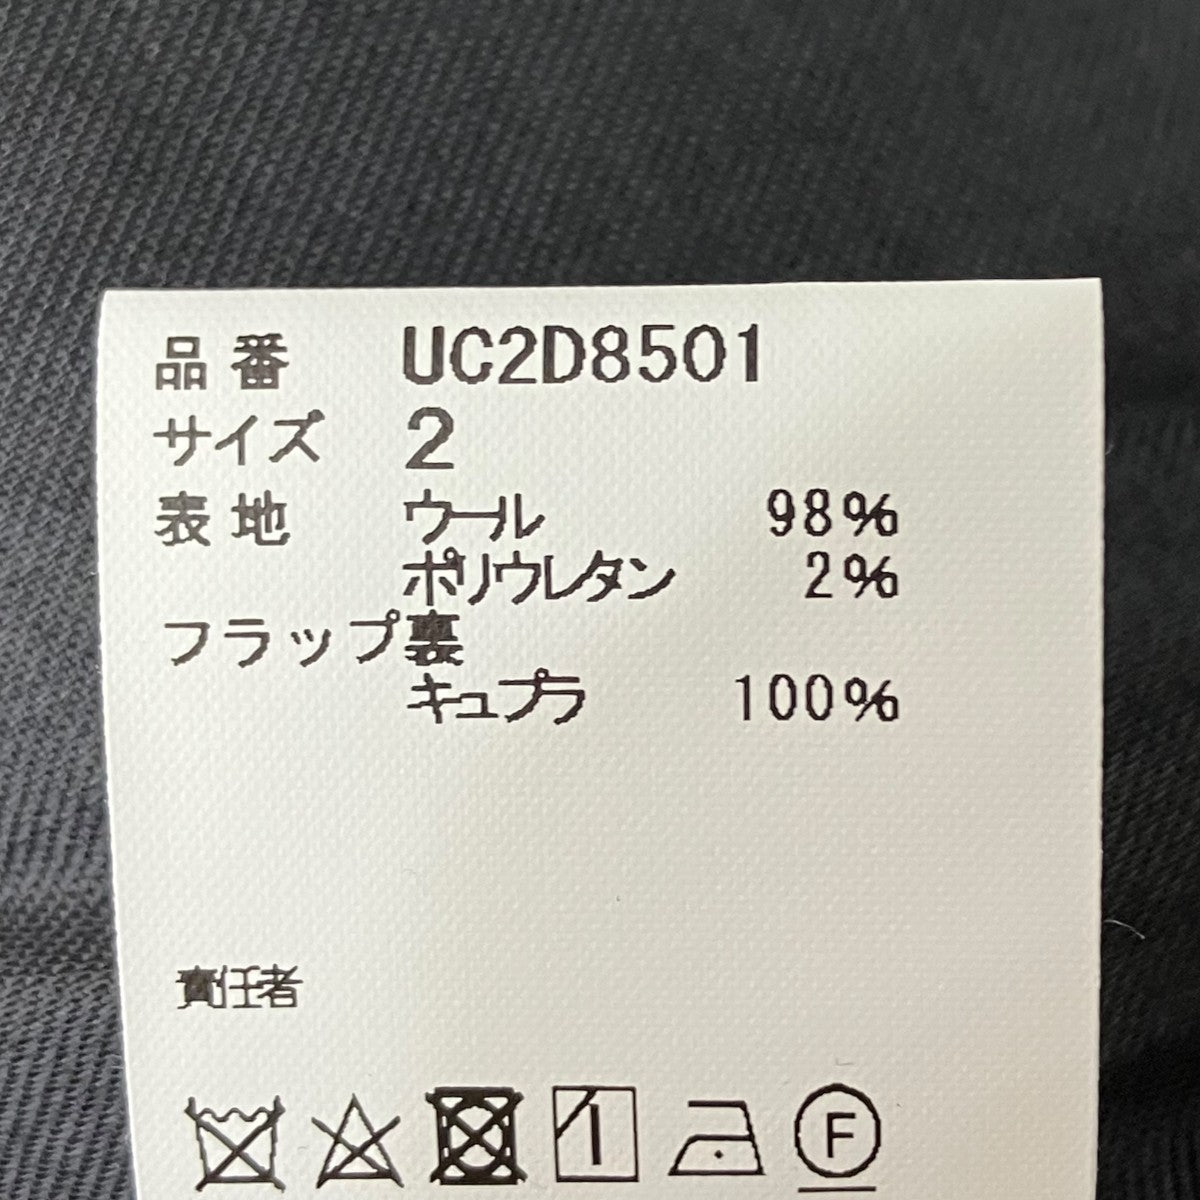 品番 UC2D8501
サイズ 2
表地 ウール 98%
ポリウレタン 2%
フラップ裏
キュプラ 100%
責任者
F